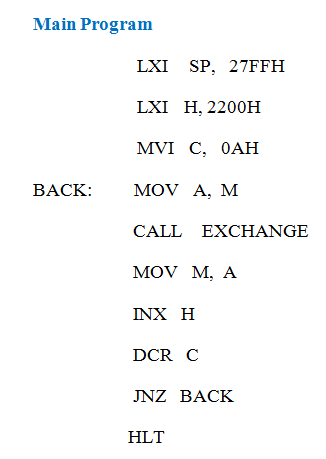 Main Program
LXI SP, 27FFH
LXI H, 2200H
MVI C, 0AH
BACK: MOV A, M
CALL EXCHANGE
MOV M, A
INX H
DCR C
JNZ BACK
HLT